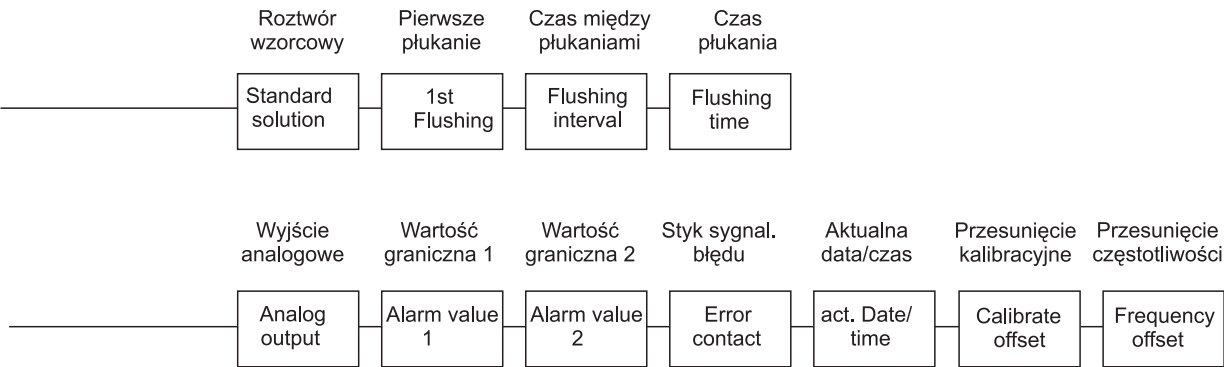 Roztwór wzorcowy
Pierwsze płukanie
Czas między płukaniami
Czas płukania
Standard solution
1st Flushing
Flushing interval
Flushing time
Wyjście analogowe
Wartość graniczna 1
Wartość graniczna 2
Styk sygnal. błędu
Aktualna data/czas
Przesunięcie kalibracyjne
Przesunięcie częstotliwości
Analog output
Alarm value 1
Alarm value 2
Error contact
act. Date/ time
Calibrate offset
Frequency offset